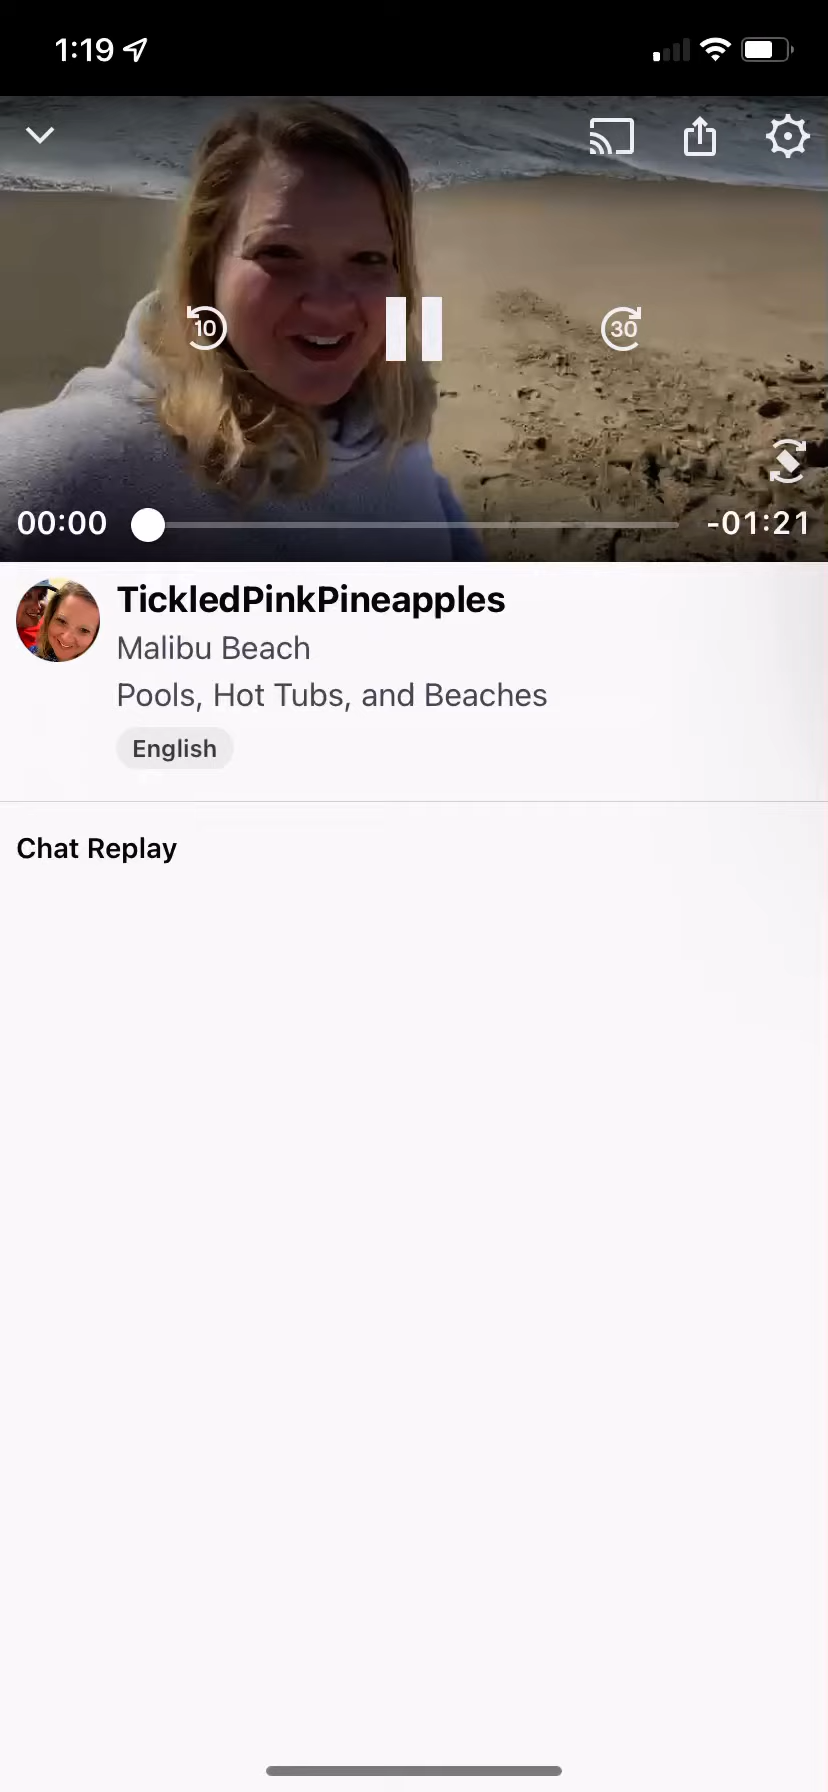 1:19
10
30
00:00
-01:21
TickledPinkPineapples
Malibu Beach
Pools, Hot Tubs, and Beaches
English
Chat Replay